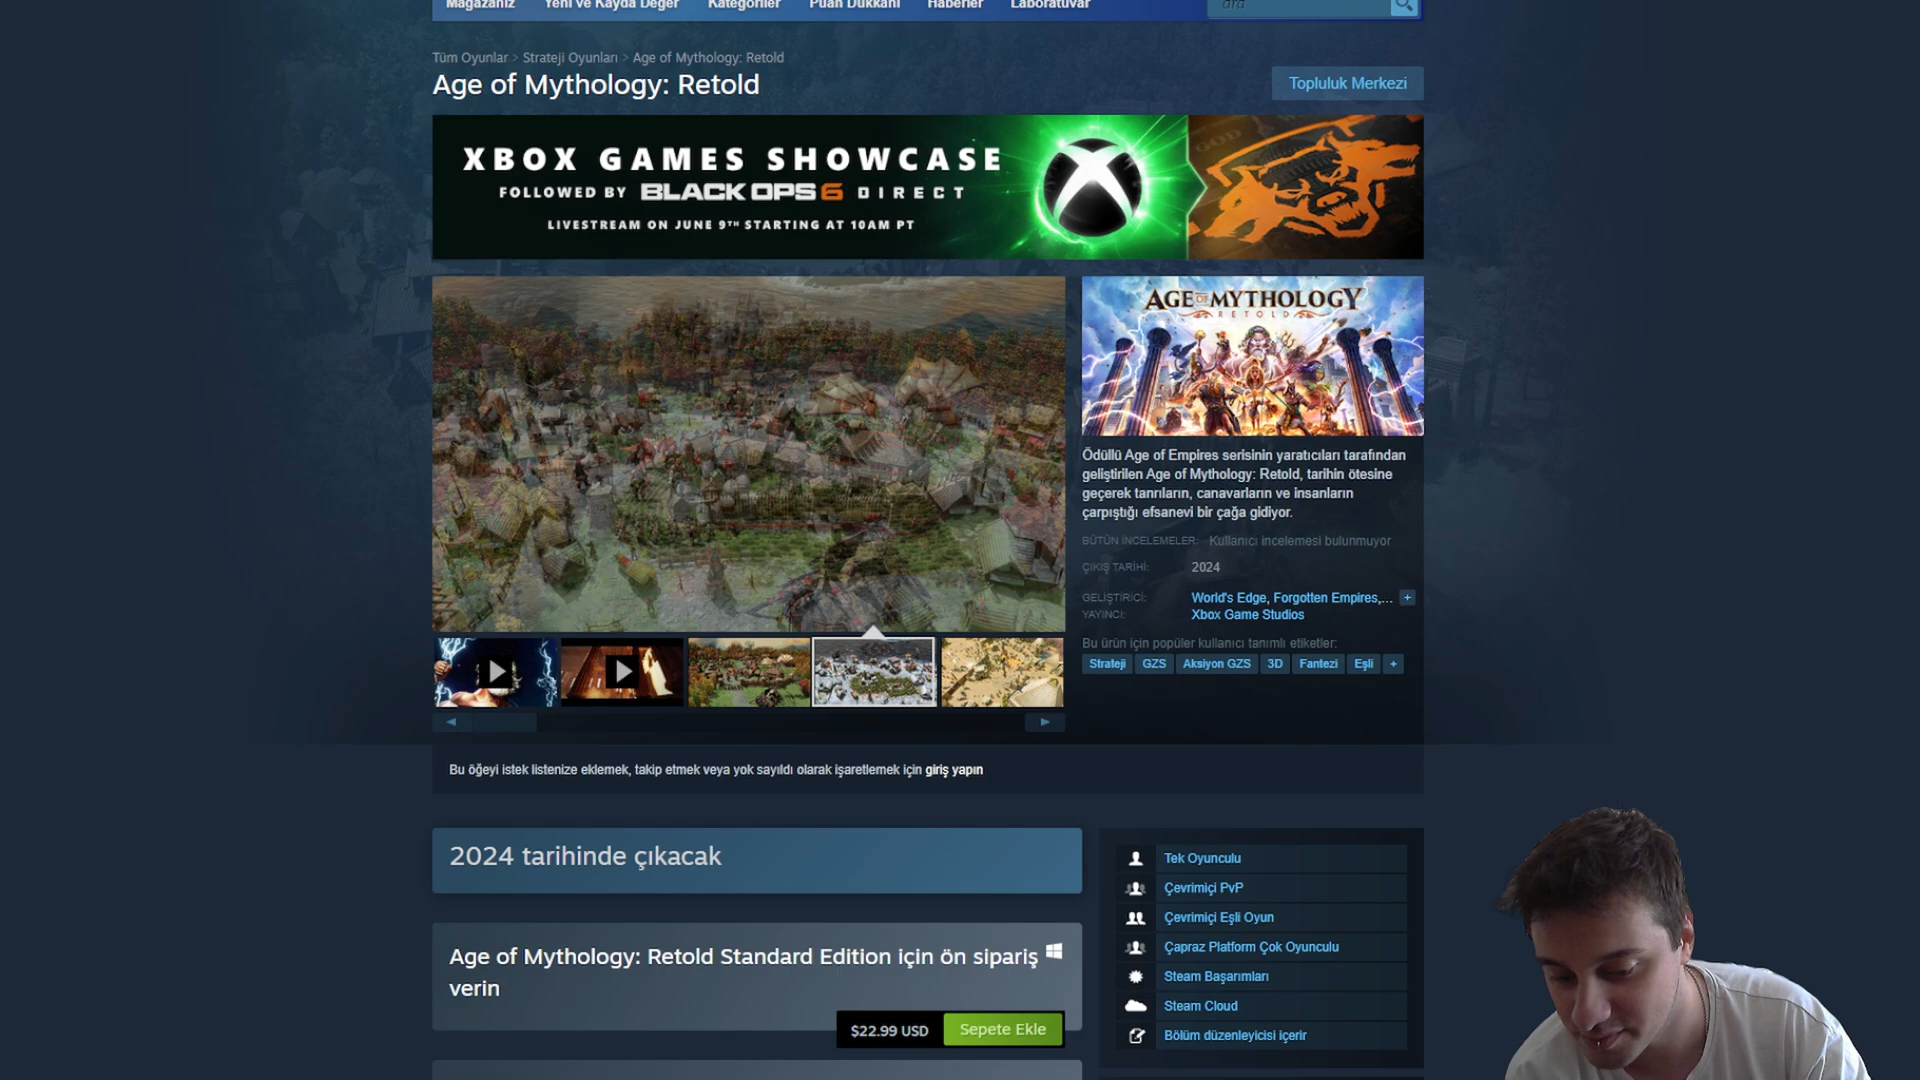 Mağazanız Yeni ve Kayda Değer Kategoriler Puan Dükkanı Haberler Laboratuvar ara
Tüm Oyunlar > Strateji Oyunları > Age of Mythology: Retold
Age of Mythology: Retold
Topluluk Merkezi
XBOX GAMES SHOWCASE
FOLLOWED BY BLACK OPS 6 DIRECT
LIVESTREAM ON JUNE 9TH STARTING AT 10AM PT
AGE OF MYTHOLOGY
RETOLD
Ödüllü Age of Empires serisinin yaratıcıları tarafından
geliştirilen Age of Mythology: Retold, tarihin ötesine
geçerek tanrıların, canavarların ve insanların
çarpıştığı efsanevi bir çağa gidiyor.
BÜTÜN İNCELEMELER: Kullanıcı incelemesi bulunmuyor
ÇIKIŞ TARİHİ: 2024
GELİŞTİRİCİ: World's Edge, Forgotten Empires,... +
YAYINCI: Xbox Game Studios
Bu ürün için popüler kullanıcı tanımlı etiketler:
Strateji GZS Aksiyon GZS 3D Fantezi Eşli +
Bu öğeyi istek listenize eklemek, takip etmek veya yok sayıldı olarak işaretlemek için giriş yapın
2024 tarihinde çıkacak
Age of Mythology: Retold Standard Edition için ön sipariş
verin
$22.99 USD Sepete Ekle
Tek Oyunculu
Çevrimiçi PvP
Çevrimiçi Eşli Oyun
Çapraz Platform Çok Oyunculu
Steam Başarımları
Steam Cloud
Bölüm düzenleyicisi içerir